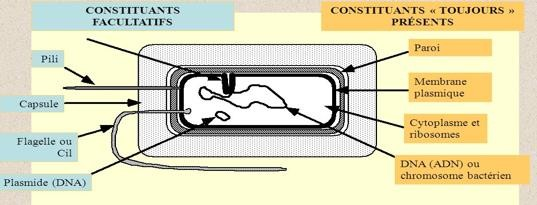 CONSTITUANTS
FACULTATIFS
CONSTITUANTS « TOUJOURS »
PRÉSENTS
Pili
Capsule
Flagelle ou
Cil
Plasmide (DNA)
Paroi
Membrane
plasmique
Cytoplasme et
ribosomes
DNA (ADN) ou
chromosome bactérien